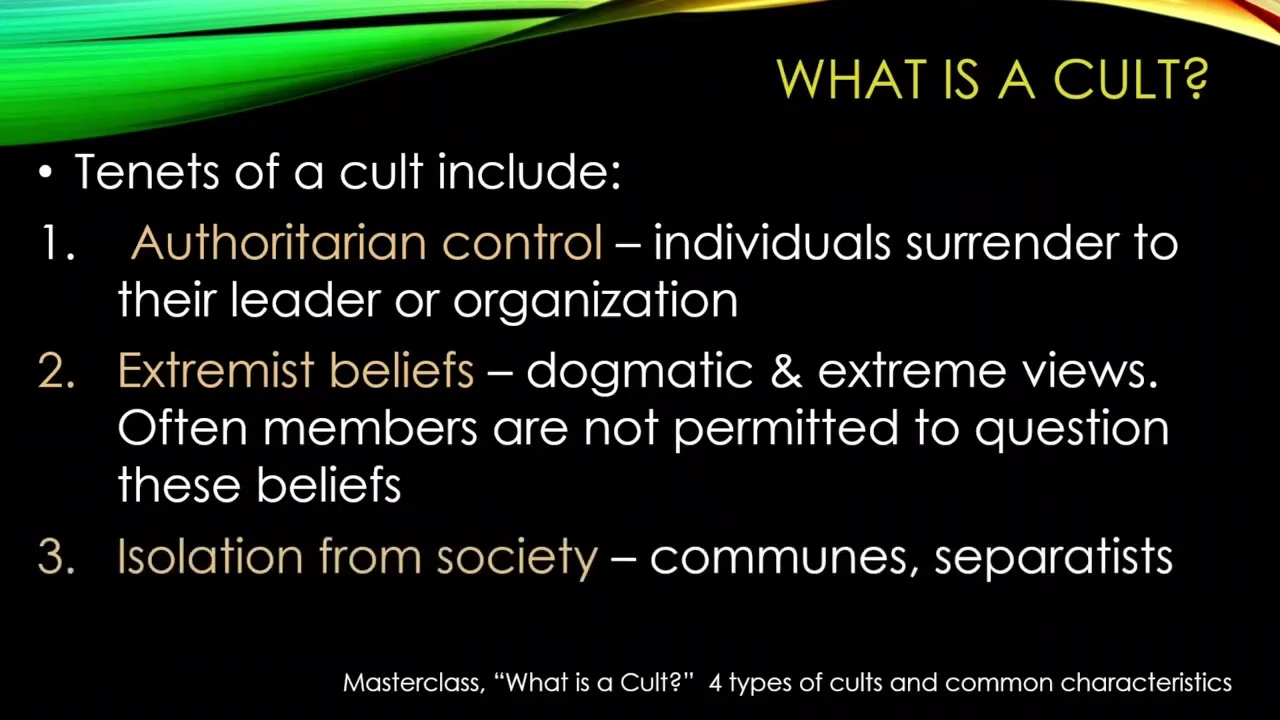 WHAT IS A CULT?
• Tenets of a cult include:
1. Authoritarian control – individuals surrender to
their leader or organization
2. Extremist beliefs – dogmatic & extreme views.
Often members are not permitted to question
these beliefs
3. Isolation from society – communes, separatists
Masterclass, “What is a Cult?” 4 types of cults and common characteristics